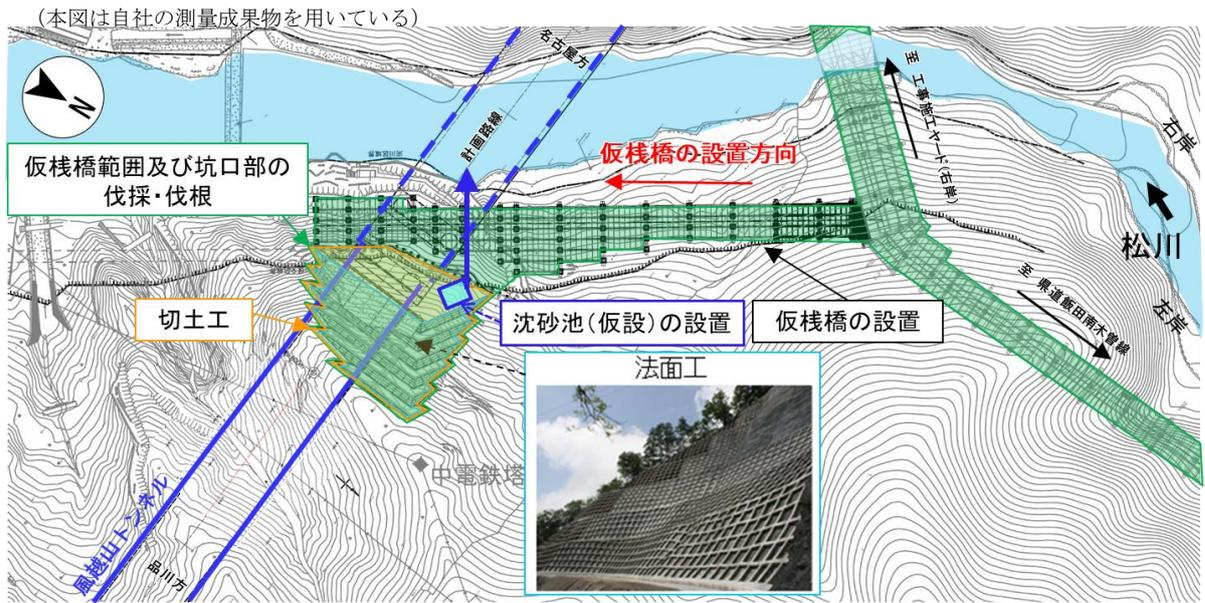 (本図は自社の測量成果物を用いている)
名古屋方
計画路線
至 工事施工ヤード(右岸)
右岸
N
仮桟橋範囲及び坑口部の
伐採・伐根
仮桟橋の設置方向
松川
左岸
至 県道飯田南木曽線
切土工
沈砂池(仮設)の設置
仮桟橋の設置
法面工
中電鉄塔
風越山トンネル
品川方